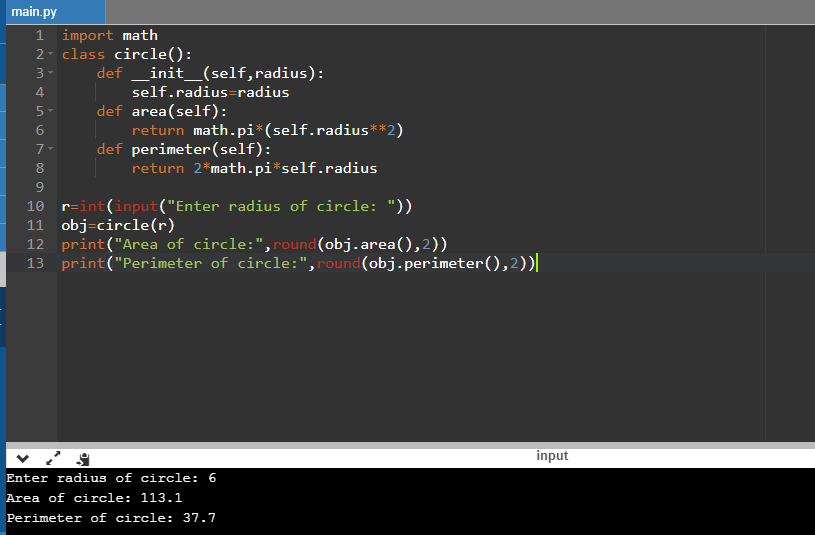 main.py
1 import math
2 class circle():
3     def __init__(self,radius):
4         self.radius=radius
5     def area(self):
6         return math.pi*(self.radius**2)
7     def perimeter(self):
8         return 2*math.pi*self.radius
9
10 r=int(input("Enter radius of circle: "))
11 obj=circle(r)
12 print("Area of circle:",round(obj.area(),2))
13 print("Perimeter of circle:",round(obj.perimeter(),2))
input
Enter radius of circle: 6
Area of circle: 113.1
Perimeter of circle: 37.7